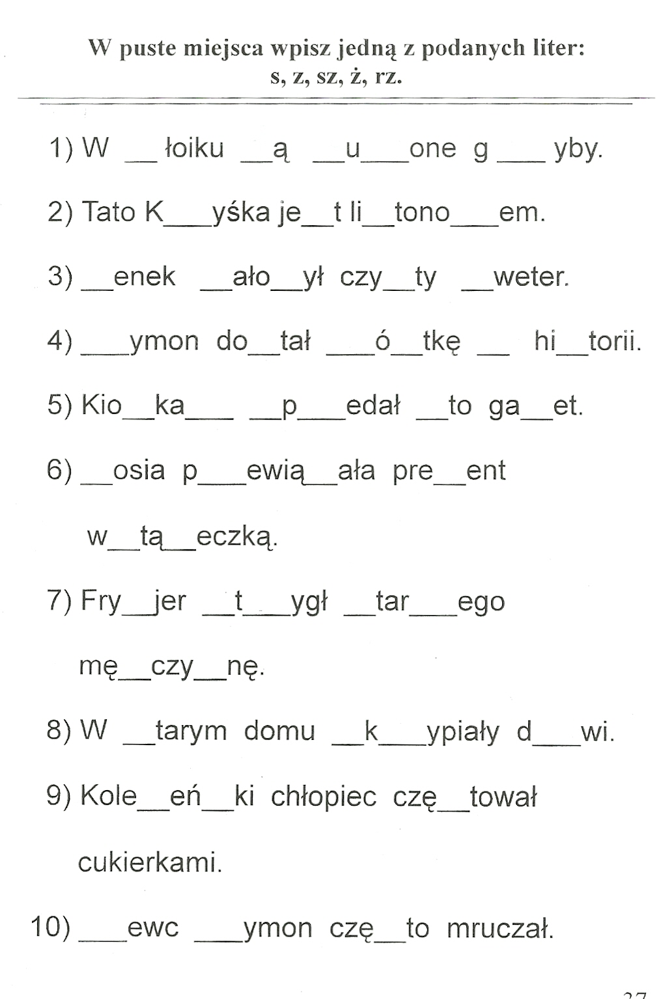 W puste miejsca wpisz jedną z podanych liter:
s, z, sz, ż, rz.
1) W __ łoiku __ą __u___one g ___ yby.
2) Tato K___yśka je__t li__tono___em.
3) __enek __ało__ył czy__ty __weter.
4) ___ymon do__tał ___ó__tkę __ hi__torii.
5) Kio__ka___ __p___edał __to ga__et.
6) __osia p___ewią__ała pre__ent
w__tą__eczką.
7) Fry__jer __t___ygł __tar___ego
mę__czy__nę.
8) W __tarym domu __k___ypiały d___wi.
9) Kole__eń__ki chłopiec czę__tował
cukierkami.
10) ___ewc ___ymon czę__to mruczał.